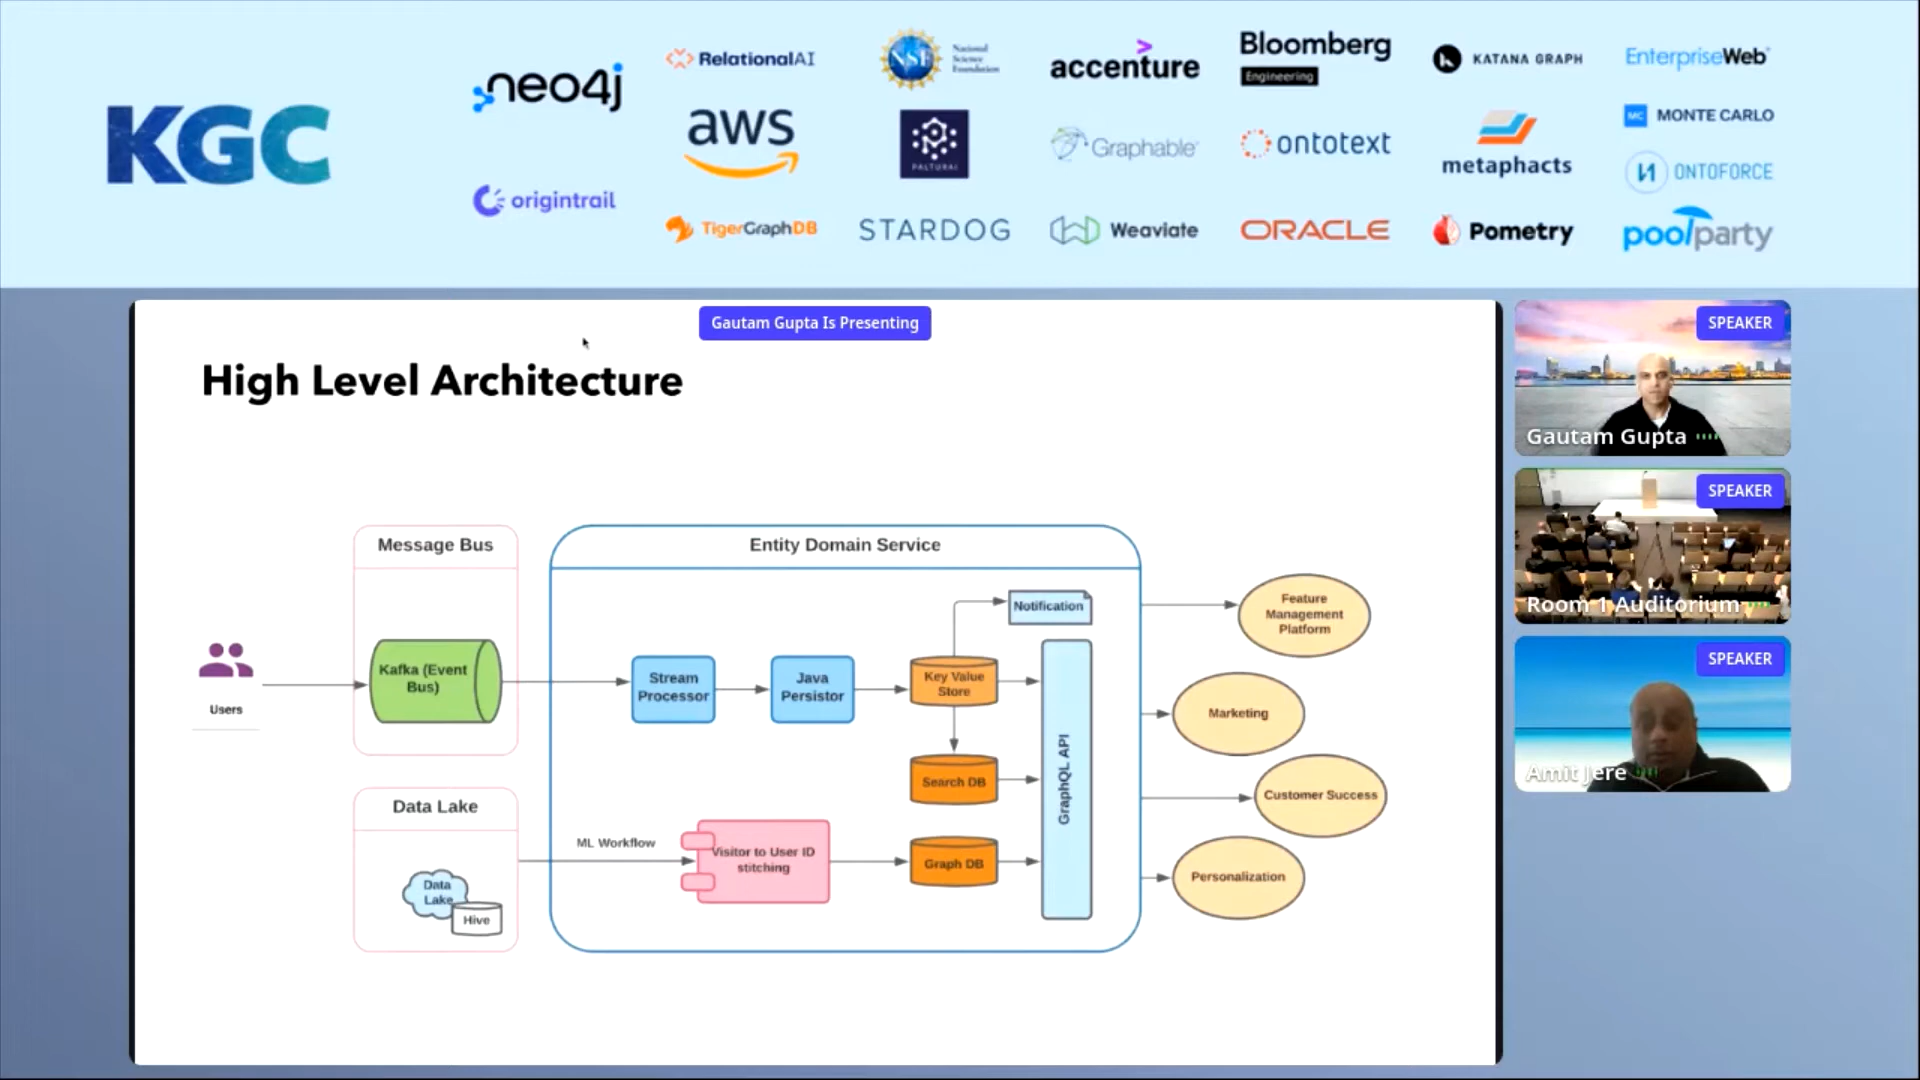 KGC
neo4j
origintrail
RelationalAI
aws
TigerGraphDB
NSF
National
Science
Foundation
PALTURAI
STARDOG
accenture
Graphable
Weaviate
Bloomberg
Engineering
ontotext
ORACLE
KATANA GRAPH
metaphacts
Pometry
EnterpriseWeb
MC MONTE CARLO
ONTOFORCE
poolparty
Gautam Gupta Is Presenting
High Level Architecture
Message Bus
Kafka (Event
Bus)
Users
Data Lake
Data
Lake
Hive
Entity Domain Service
Stream
Processor
Java
Persistor
Key Value
Store
Notification
Search DB
ML Workflow
Visitor to User ID
stitching
Graph DB
GraphQL API
Feature
Management
Platform
Marketing
Customer Success
Personalization
SPEAKER
Gautam Gupta
SPEAKER
Room 1 Auditorium
SPEAKER
Amit Jere